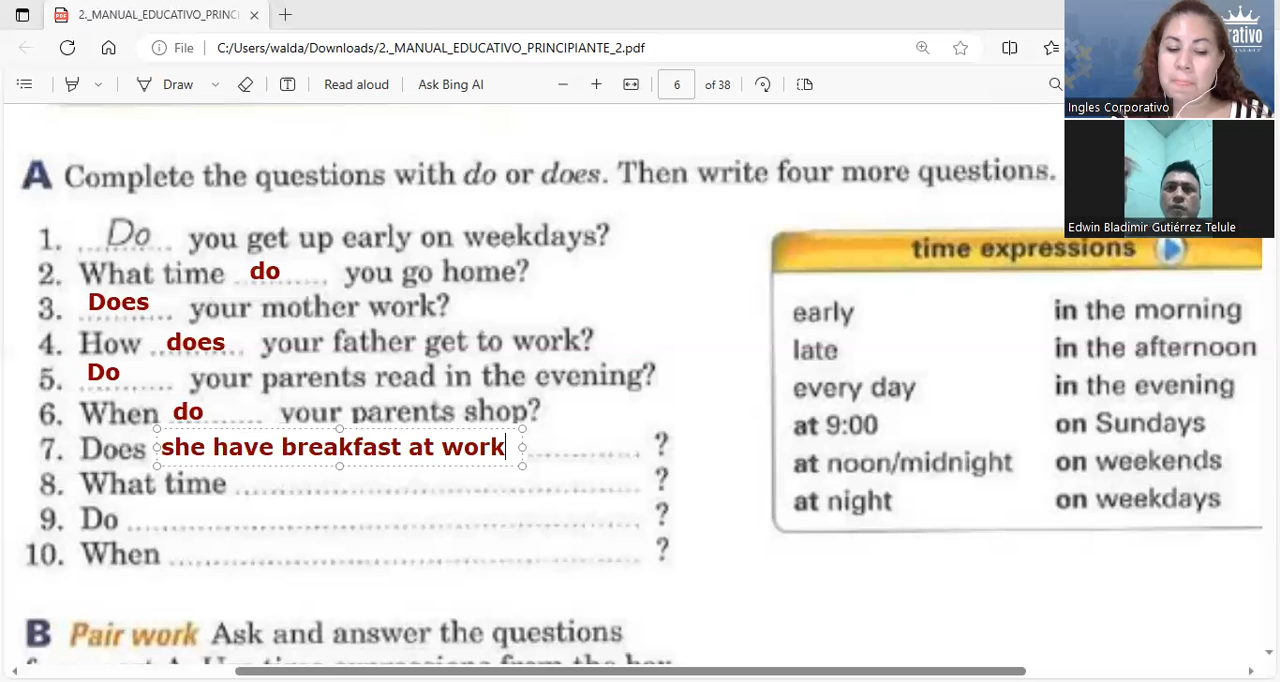 2._MANUAL_EDUCATIVO_PRINCI
File C:/Users/walda/Downloads/2._MANUAL_EDUCATIVO_PRINCIPIANTE_2.pdf
Draw Read aloud Ask Bing AI 6 of 38
Ingles Corporativo
Edwin Bladimir Gutiérrez Telule
A Complete the questions with do or does. Then write four more questions.
1. Do you get up early on weekdays?
2. What time do you go home?
3. Does your mother work?
4. How does your father get to work?
5. Do your parents read in the evening?
6. When do your parents shop?
7. Does she have breakfast at work ?
8. What time ?
9. Do ?
10. When ?
time expressions
early in the morning
late in the afternoon
every day in the evening
at 9:00 on Sundays
at noon/midnight on weekends
at night on weekdays
B Pair work Ask and answer the questions